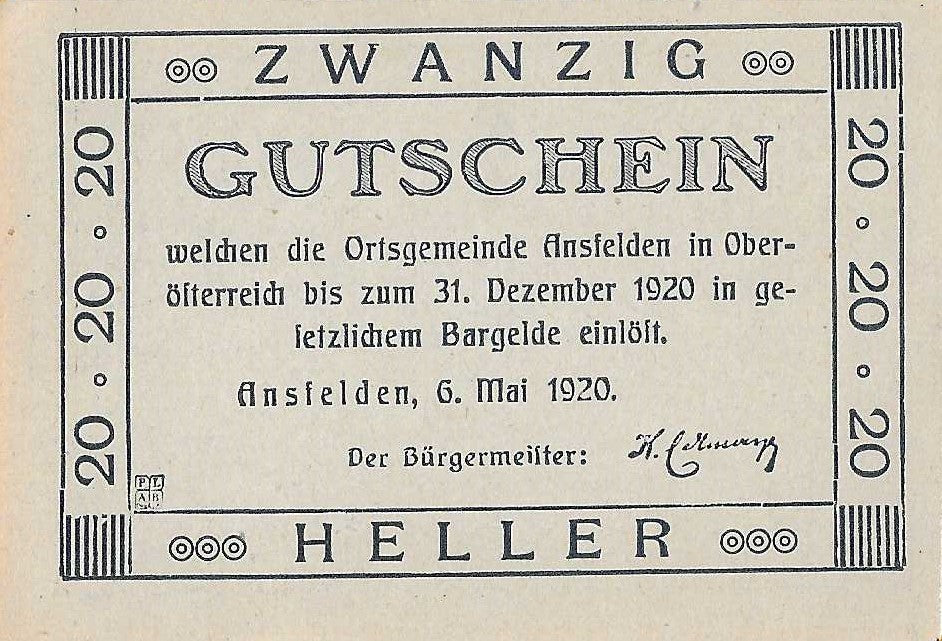 ZWANZIG
GUTSCHEIN
welchen die Ortsgemeinde Ansfelden in Ober-
öſterreich bis zum 31. Dezember 1920 in ge-
ſetzlichem Bargelde einlöſt.
Ansfelden, 6. Mai 1920.
Der Bürgermeiſter:
HELLER
20 ∘ 20 ∘ 20
20 ∘ 20 ∘ 20